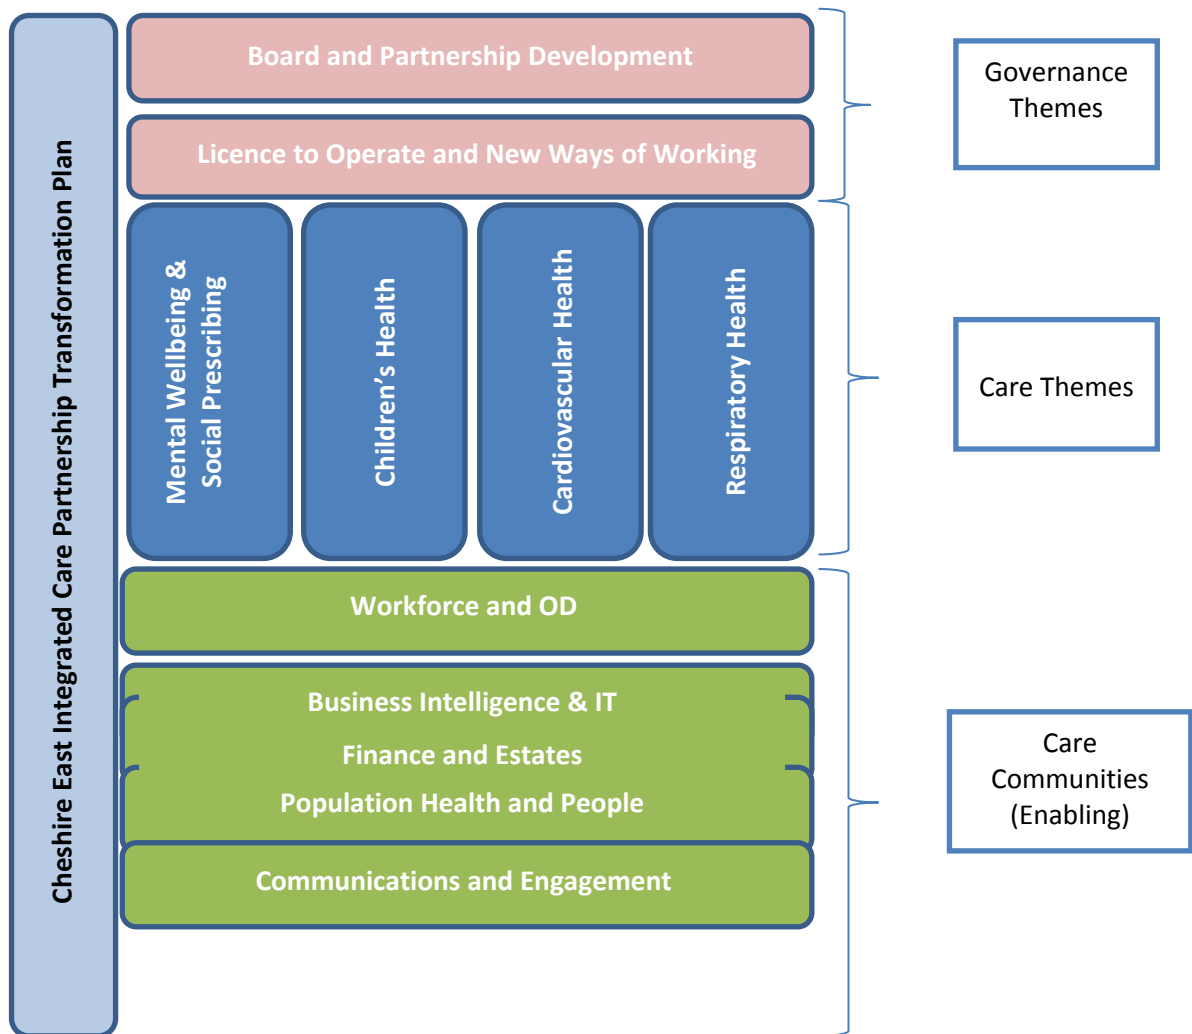 Cheshire East Integrated Care Partnership Transformation Plan
Board and Partnership Development
Licence to Operate and New Ways of Working
Governance
Themes
Mental Wellbeing &
Social Prescribing
Children’s Health
Cardiovascular Health
Respiratory Health
Care Themes
Workforce and OD
Business Intelligence & IT
Finance and Estates
Population Health and People
Communications and Engagement
Care
Communities
(Enabling)